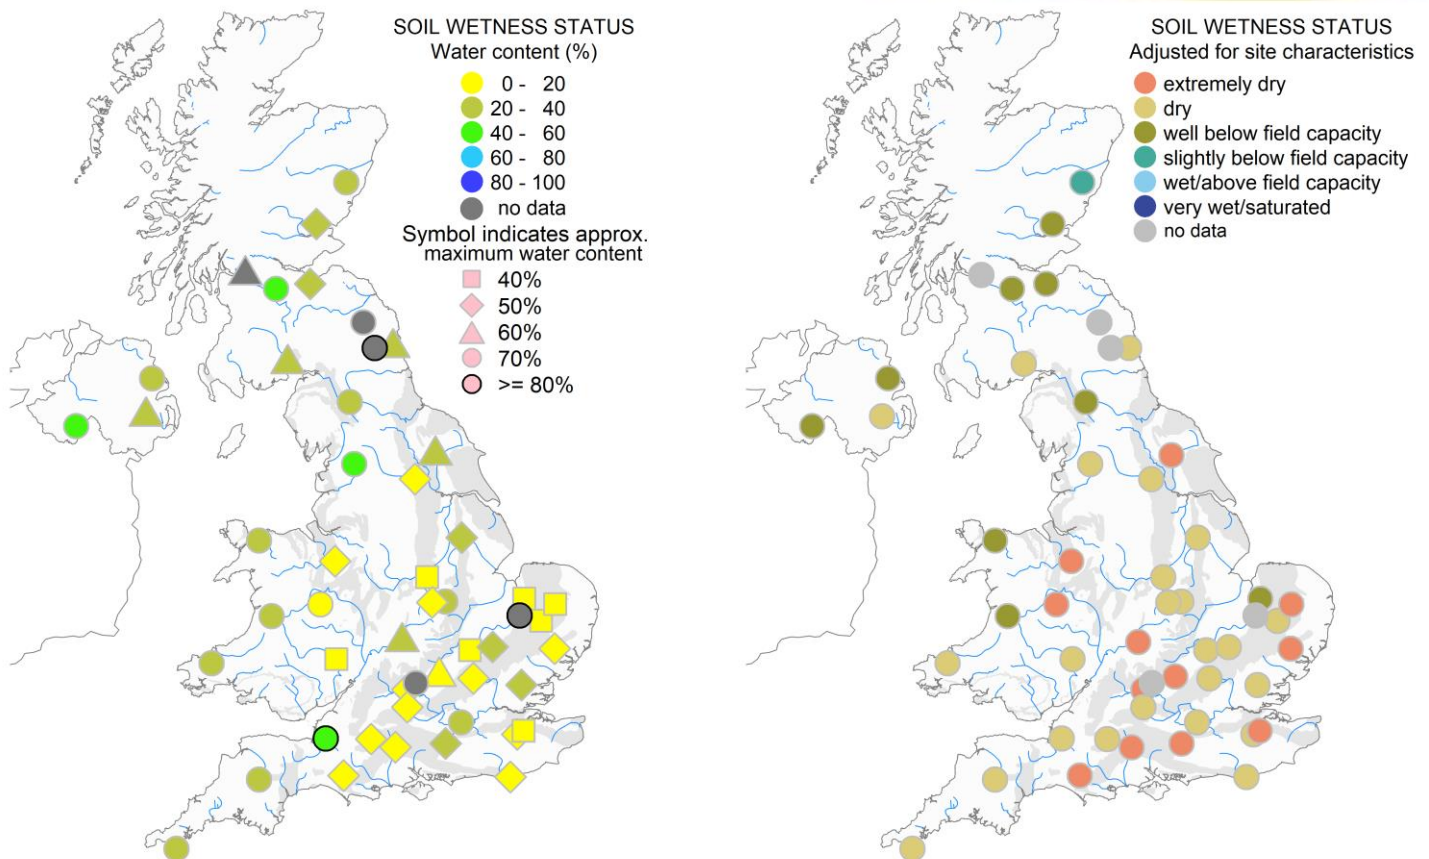 SOIL WETNESS STATUS
Water content (%)
0 - 20
20 - 40
40 - 60
60 - 80
80 - 100
no data
Symbol indicates approx.
maximum water content
40%
50%
60%
70%
>= 80%
SOIL WETNESS STATUS
Adjusted for site characteristics
extremely dry
dry
well below field capacity
slightly below field capacity
wet/above field capacity
very wet/saturated
no data